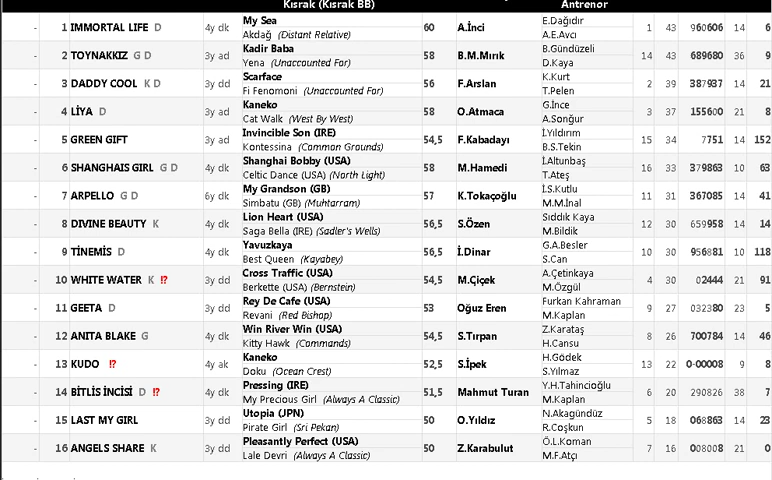 Kısrak (Kısrak BB) Antrenör
- 1 IMMORTAL LIFE D 4y dk My Sea 60 A.İnci E.Dağıdır 1 43 960606 14 6
Akdağ (Distant Relative) A.E.Avcı
- 2 TOYNAKKIZ G D 3y ad Kadir Baba 58 B.M.Mırık B.Gündüzeli 14 43 689680 36 9
Yena (Unaccounted For) D.Kaya
- 3 DADDY COOL K D 3y dd Scarface 56 F.Arslan K.Kurt 2 39 387937 14 21
Fi Fenomoni (Unaccounted For) T.Pelen
- 4 LİYA D 3y ad Kaneko 58 O.Atmaca G.İnce 3 37 155600 21 8
Cat Walk (West By West) A.Sonğur
- 5 GREEN GIFT 3y ad Invincible Son (IRE) 54,5 F.Kabadayı İ.Yıldırım 15 34 7751 14 152
Kontessina (Common Grounds) B.S.Tekin
- 6 SHANGHAIS GIRL G D 4y dk Shanghai Bobby (USA) 58 M.Hamedi İ.Altunbaş 16 33 379863 10 63
Celtic Dance (USA) (North Light) T.Ateş
- 7 ARPELLO G D 6y dk My Grandson (GB) 57 K.Tokaçoğlu İ.S.Kutlu 11 31 367085 14 41
Simbatu (GB) (Muhtarram) M.M.İnal
- 8 DIVINE BEAUTY K 4y dk Lion Heart (USA) 56,5 S.Özen Sıddık Kaya 12 30 659958 14 14
Saga Bella (IRE) (Sadler's Wells) M.Bildik
- 9 TİNEMİS D 4y dk Yavuzkaya 56,5 İ.Dinar G.A.Besler 10 30 956881 10 118
Best Queen (Kayabey) S.Can
- 10 WHITE WATER K !? 3y dd Cross Traffic (USA) 54,5 M.Çiçek A.Çetinkaya 4 30 02444 21 91
Berkette (USA) (Bernstein) M.Özgül
- 11 GEETA D 3y dd Rey De Cafe (USA) 53 Oğuz Eren Furkan Kahraman 9 27 032380 23 5
Revani (Red Bishop) M.Kaplan
- 12 ANITA BLAKE G 4y dk Win River Win (USA) 54,5 S.Tırpan Z.Karataş 8 26 700784 14 46
Kitty Hawk (Commands) H.Cansu
- 13 KUDO !? 4y ak Kaneko 52,5 S.İpek H.Gödek 13 22 0-00008 9 8
Doku (Ocean Crest) S.Yılmaz
- 14 BİTLİS İNCİSİ D !? 4y dk Pressing (IRE) 51,5 Mahmut Turan Y.H.Tahincioğlu 6 20 290826 38 7
My Precious Girl (Always A Classic) M.Kaplan
- 15 LAST MY GIRL 3y dd Utopia (JPN) 50 O.Yıldız N.Akagündüz 5 18 068863 14 23
Pirate Girl (Sri Pekan) R.Coşkun
- 16 ANGELS SHARE K 3y dd Pleasantly Perfect (USA) 50 Z.Karabulut Ö.L.Koman 7 16 008008 21 0
Lale Devri (Always A Classic) M.F.Atçı